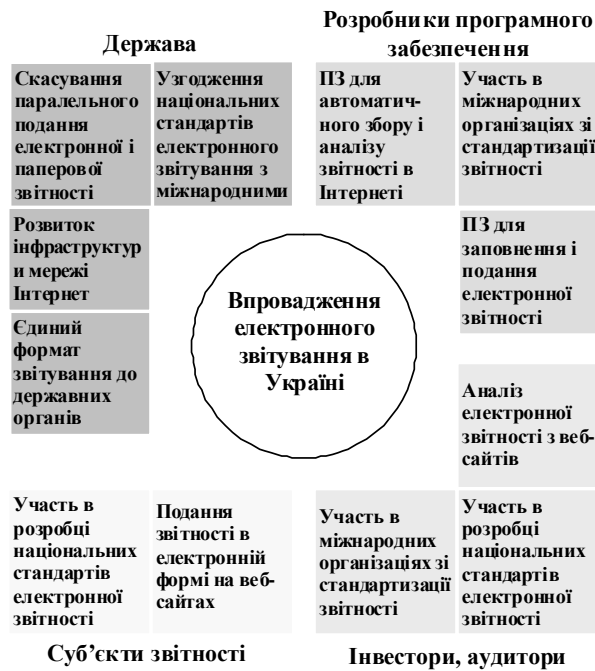 Держава
Скасування
паралельного
подання
електронної і
паперової
звітності
Узгодження
національних
стандартів
електронного
звітування з
міжнародними
Розвиток
інфраструктур
и мережі
Інтернет
Єдиний
формат
звітування до
державних
органів
Розробники програмного
забезпечення
ПЗ для
автоматич-
ного збору і
аналізу
звітності в
Інтернеті
Участь в
міжнародних
організаціях зі
стандартизації
звітності
ПЗ для
заповнення і
подання
електронної
звітності
Впровадження
електронного
звітування в
Україні
Участь в
розробці
національних
стандартів
електронної
звітності
Подання
звітності в
електронній
формі на веб-
сайтах
Суб’єкти звітності
Аналіз
електронної
звітності з веб-
сайтів
Участь в
міжнародних
організаціях зі
стандартизації
звітності
Участь в
розробці
національних
стандартів
електронної
звітності
Інвестори, аудитори